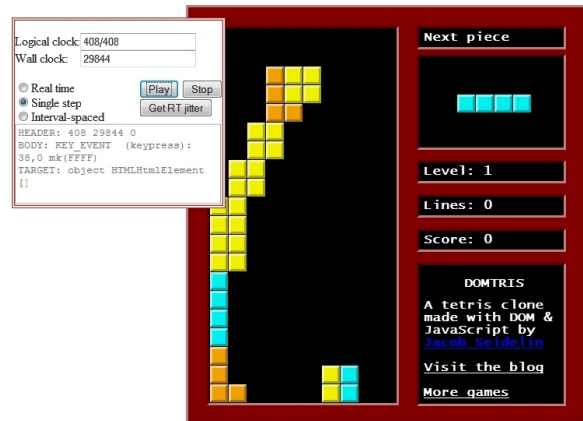 Logical clock: 408/408
Wall clock: 29844
Real time
Play Stop
Single step
Get RT jitter
Interval-spaced
HEADER: 408 29844 0
BODY: KEY_EVENT (keypress):
38,0 mk(FFFF)
TARGET: object HTMLHtmlElement
[]
Next piece
Level: 1
Lines: 0
Score: 0
DOMTRIS
A tetris clone
made with DOM &
JavaScript by
Jacob Seidelin
Visit the blog
More games